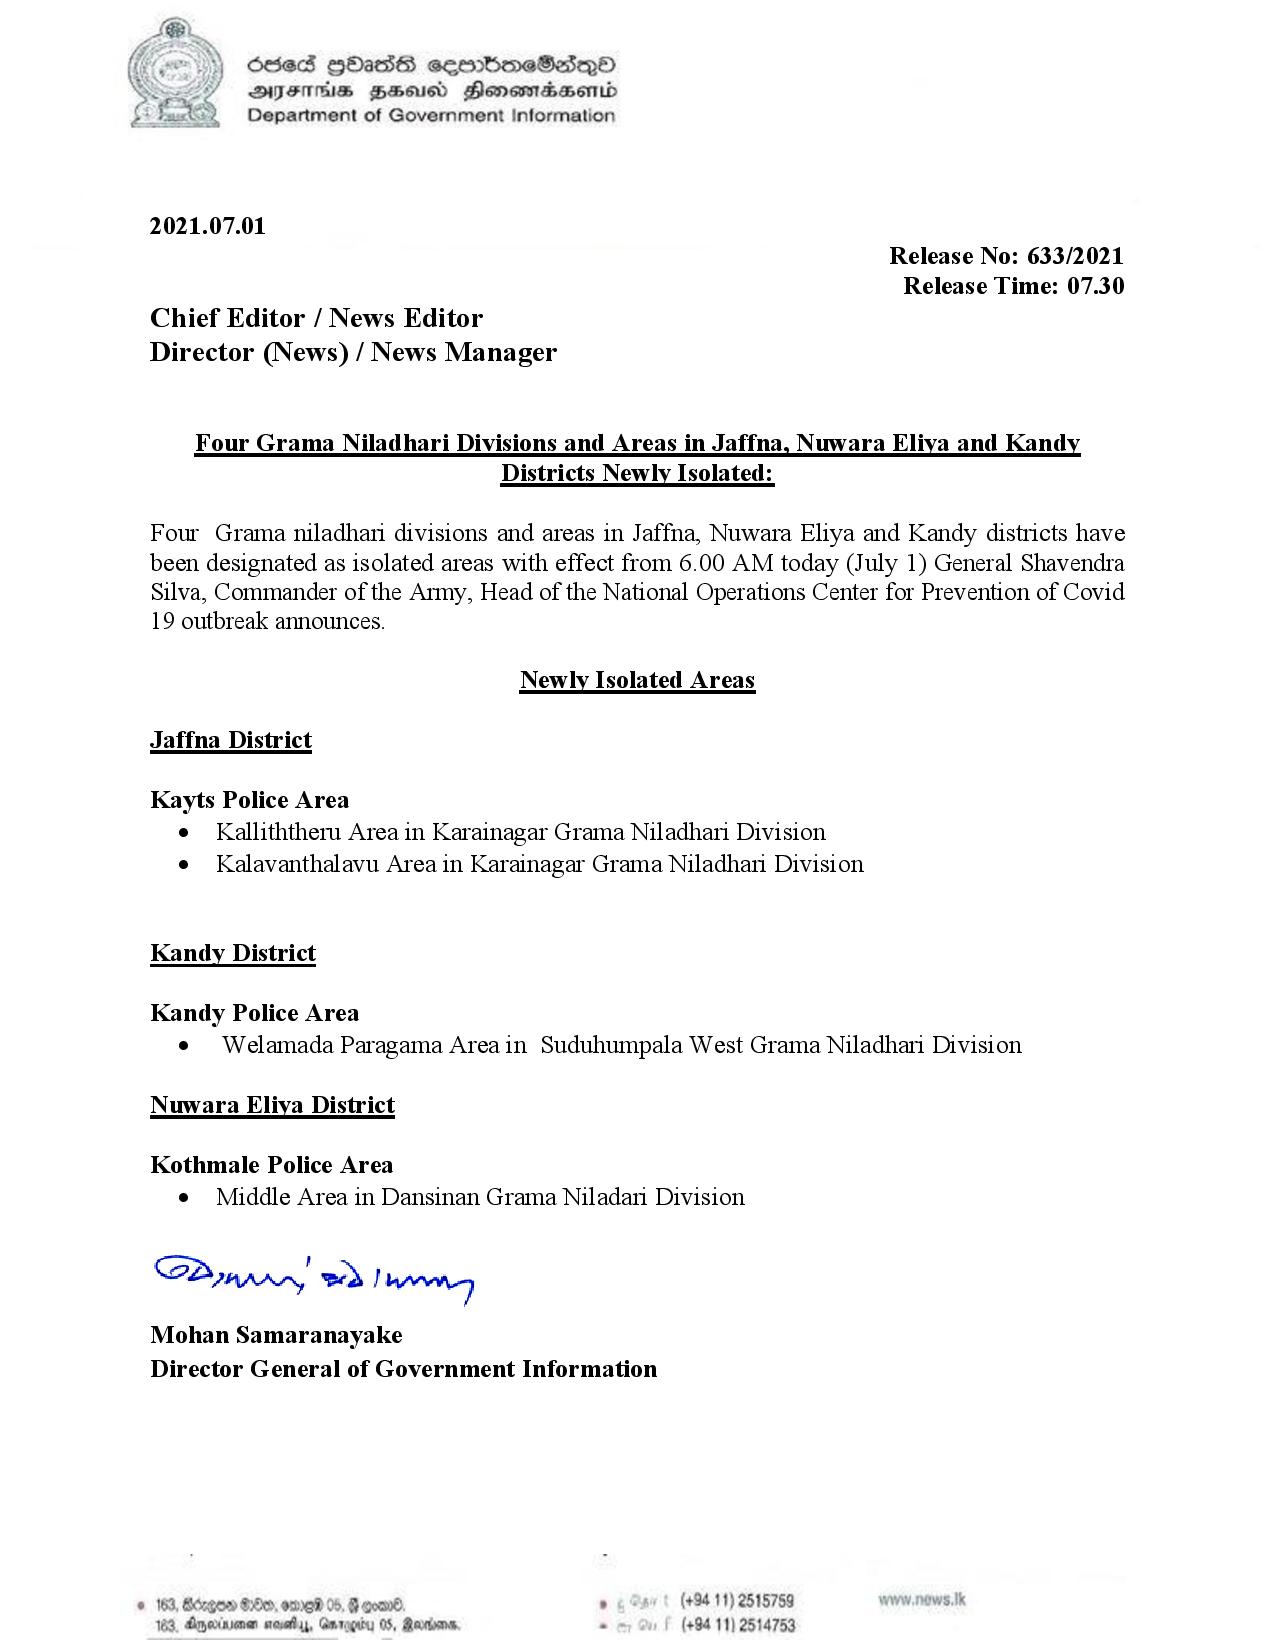 රජයේ ප්‍රවෘත්ති දෙපාර්තමේන්තුව
அரசாங்க தகவல் திணைக்களம்
Department of Government Information
2021.07.01
Release No: 633/2021
Release Time: 07.30
Chief Editor / News Editor
Director (News) / News Manager
Four Grama Niladhari Divisions and Areas in Jaffna, Nuwara Eliya and Kandy
Districts Newly Isolated:
Four Grama niladhari divisions and areas in Jaffna, Nuwara Eliya and Kandy districts have
been designated as isolated areas with effect from 6.00 AM today (July 1) General Shavendra
Silva, Commander of the Army, Head of the National Operations Center for Prevention of Covid
19 outbreak announces.
Newly Isolated Areas
Jaffna District
Kayts Police Area
• Kalliththeru Area in Karainagar Grama Niladhari Division
• Kalavanthalavu Area in Karainagar Grama Niladhari Division
Kandy District
Kandy Police Area
• Welamada Paragama Area in Suduhumpala West Grama Niladhari Division
Nuwara Eliya District
Kothmale Police Area
• Middle Area in Dansinan Grama Niladari Division
Mohan Samaranayake
Director General of Government Information
163, කිරුලපන මාවත, කොළඹ 05, ශ්‍රී ලංකාව.
163, கிருலப்பனை எவனியூ, கொழும்பு 05, இலங்கை.
(+94 11) 2515759
(+94 11) 2514753
www.news.lk